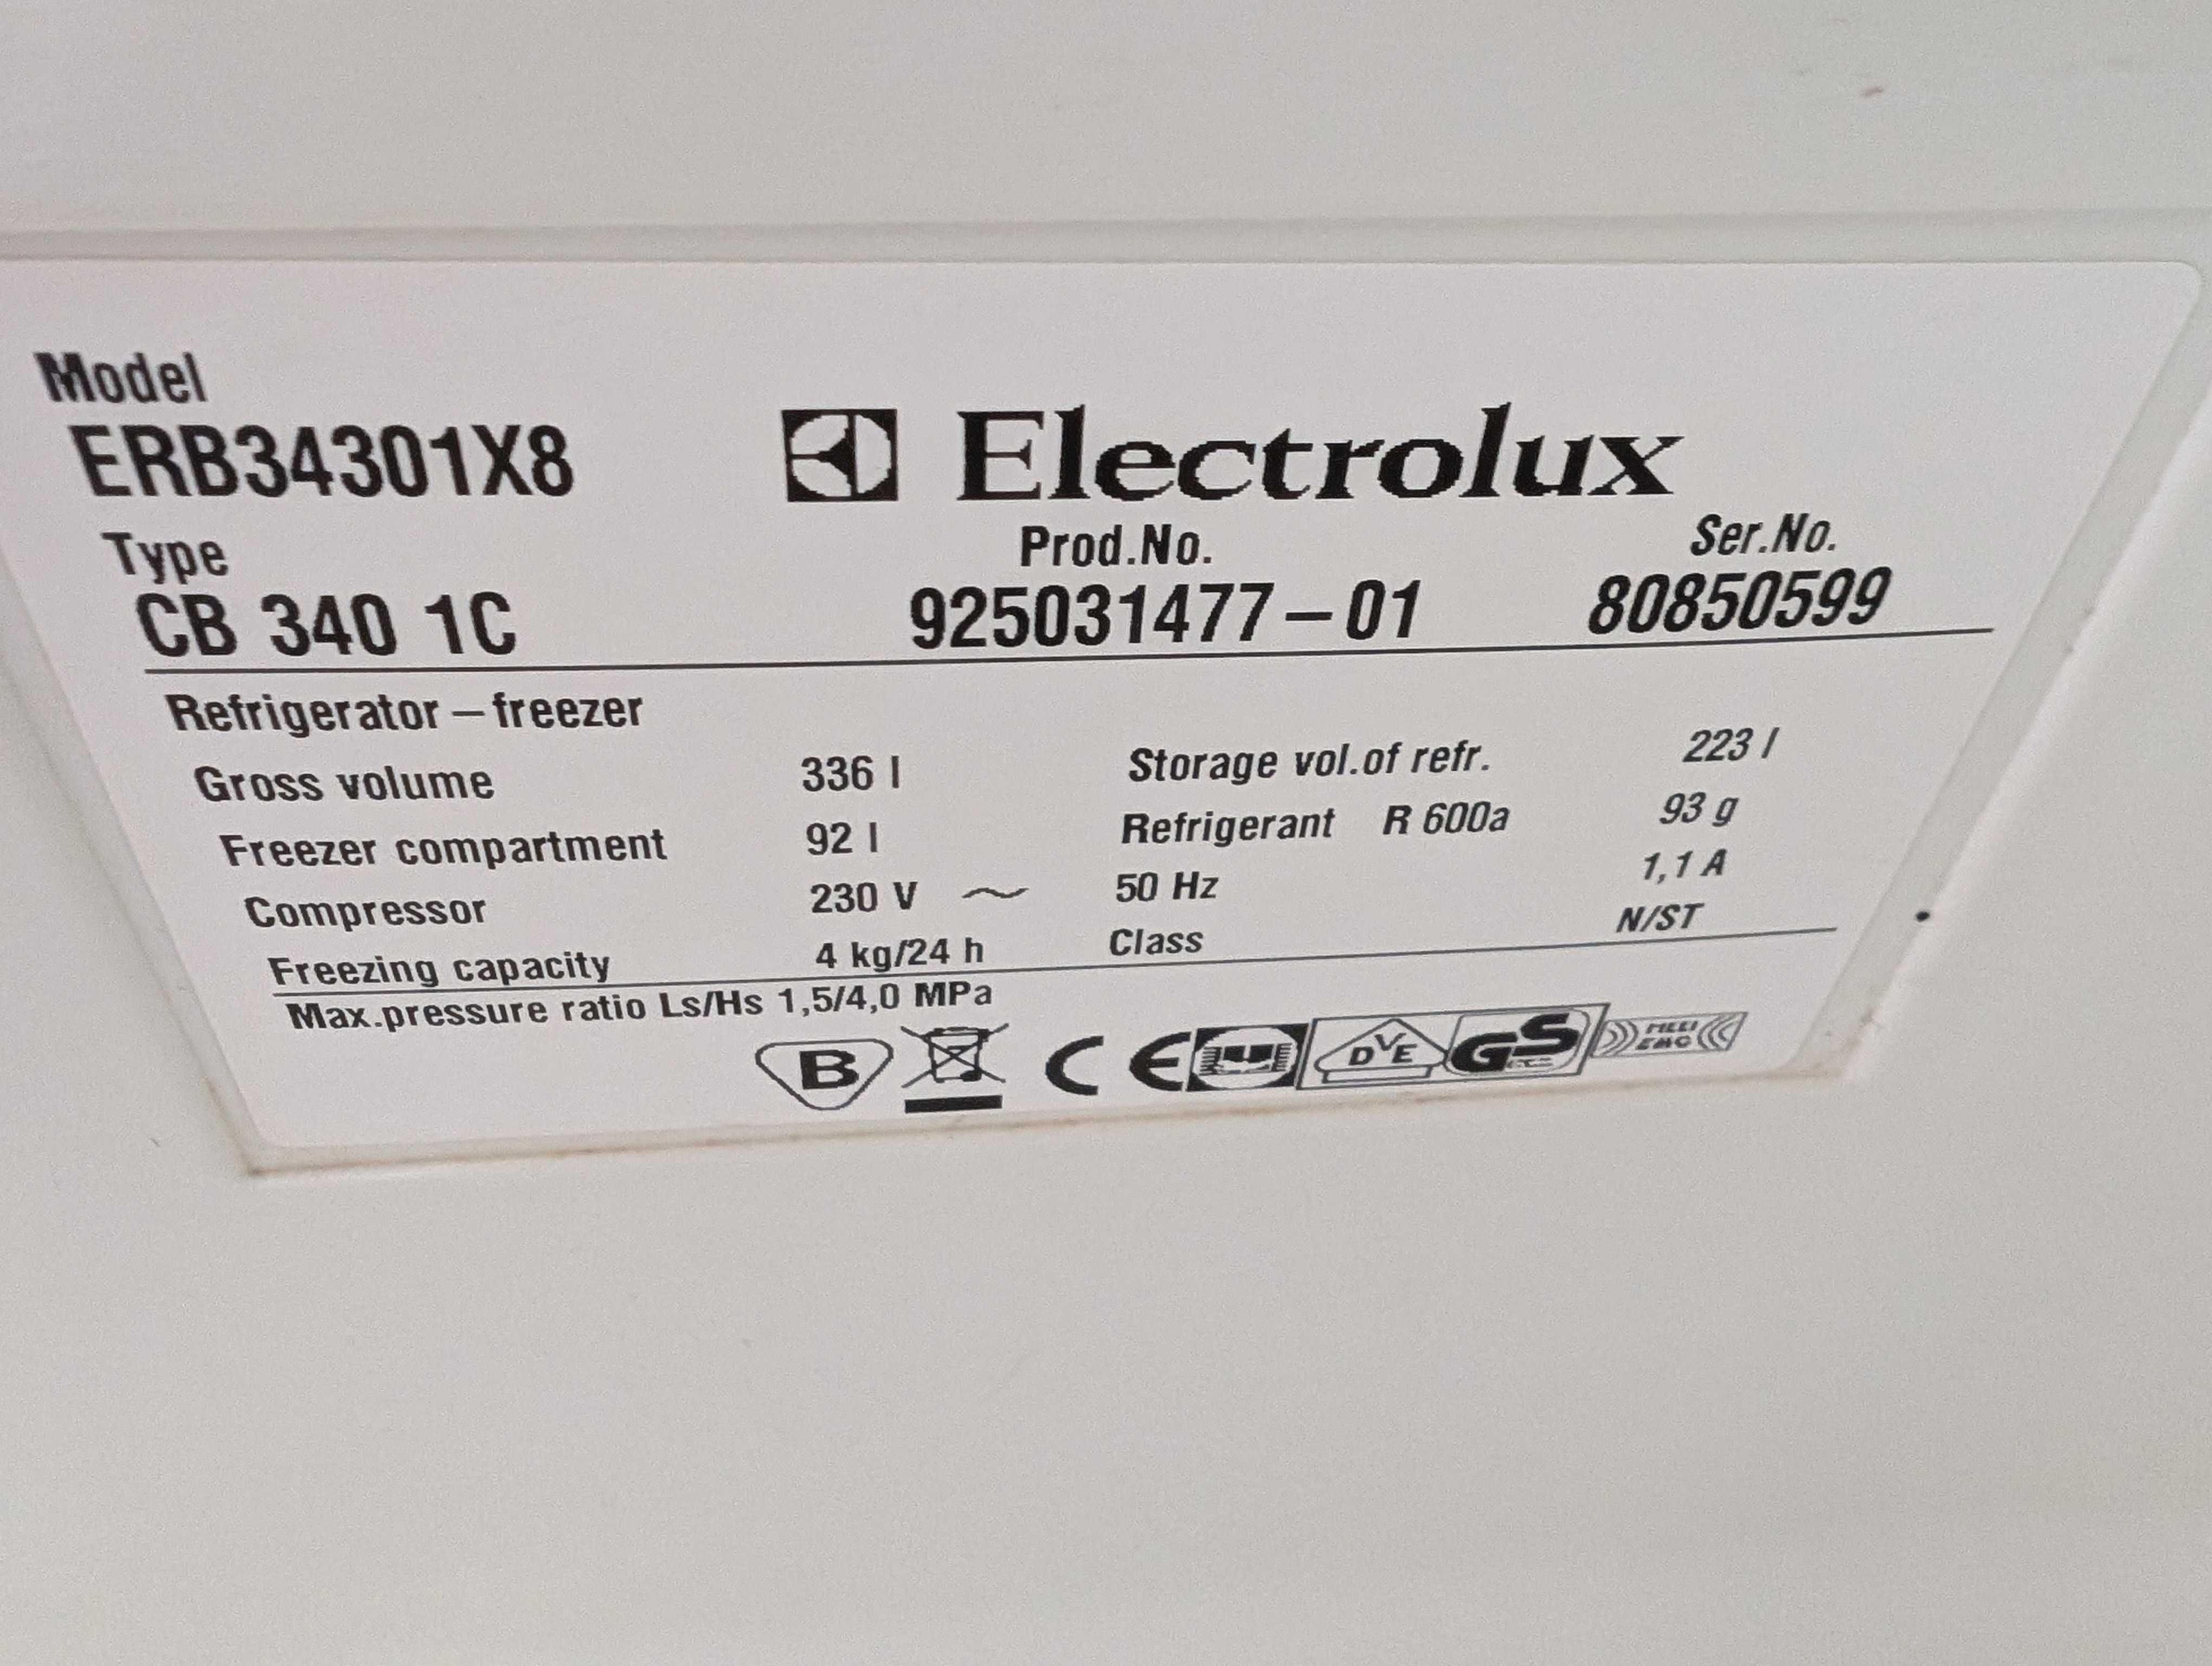 Model
ERB34301X8
Electrolux
Type
CB 340 1C
Prod.No.
925031477-01
Ser.No.
80850599
Refrigerator-freezer
Gross volume 336 l Storage vol.of refr. 223 l
Freezer compartment 92 l Refrigerant R 600a 93 g
Compressor 230 V ~ 50 Hz 1,1 A
Freezing capacity 4 kg/24 h Class N/ST
Max.pressure ratio Ls/Hs 1,5/4,0 MPa
B CE DVE GS